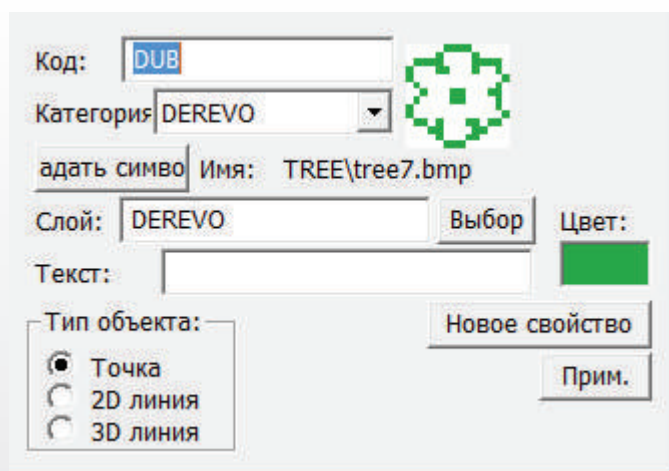 Код: DUB
Категория DEREVO
адать симво Имя: TREE\tree7.bmp
Слой: DEREVO Выбор Цвет:
Текст:
Тип объекта: Новое свойство
Точка Прим.
2D линия
3D линия